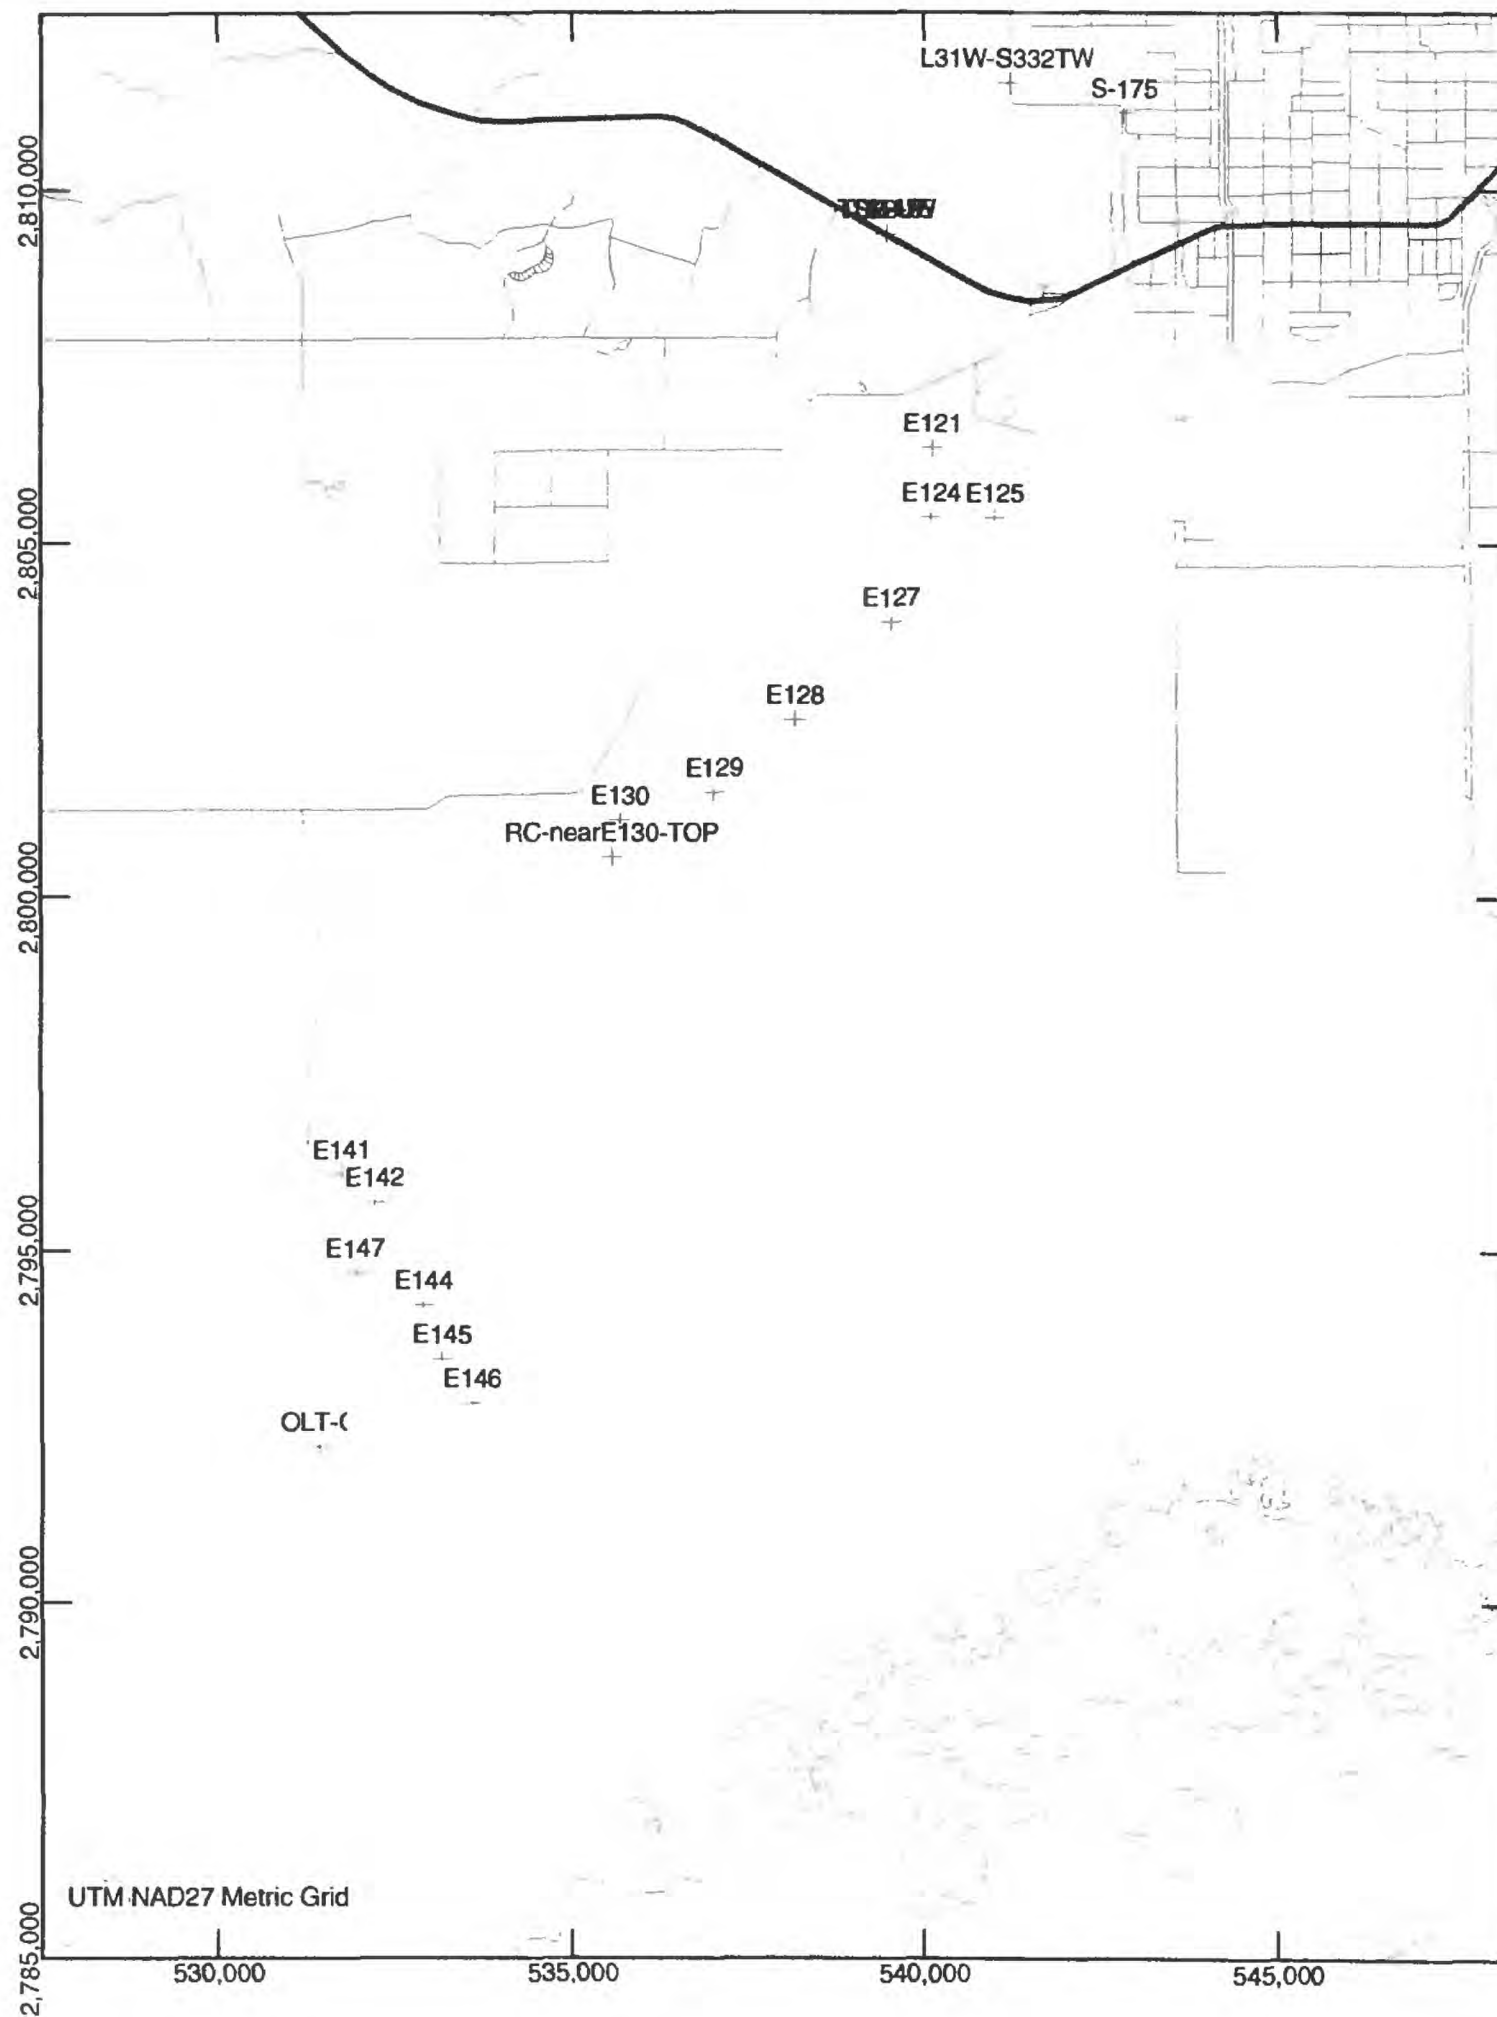 L31W-S332TW
S-175
2,810,000
E121
E124 E125
2,805,000
E127
E128
E129
E130
RC-nearE130-TOP
2,800,000
E141
E142
2,795,000
E147
E144
E145
E146
OLT-(
2,790,000
UTM NAD27 Metric Grid
2,785,000
530,000 535,000 540,000 545,000